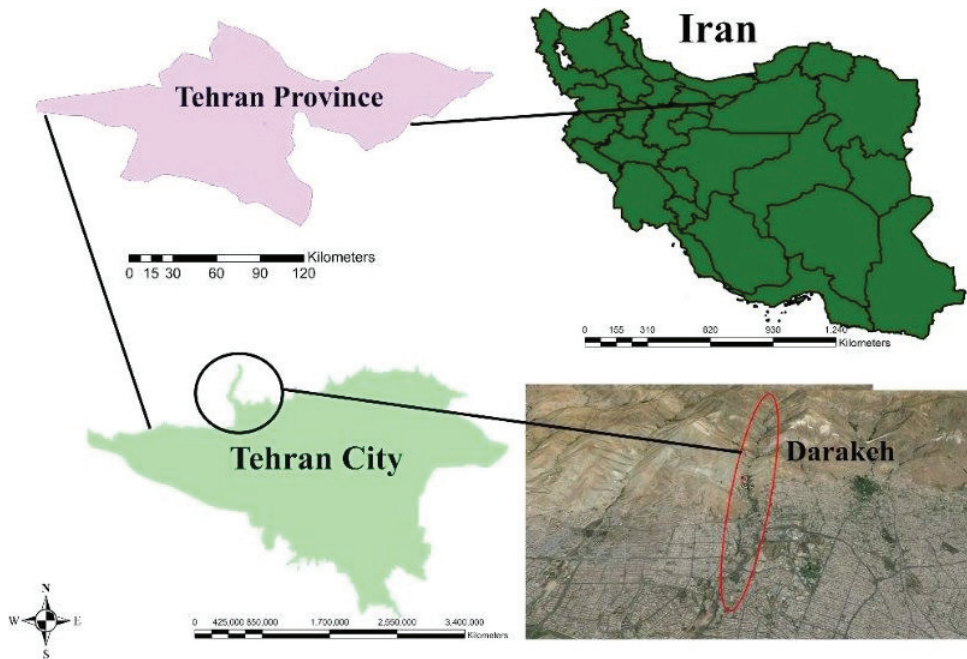 Iran
Tehran Province
Kilometers
0 15 30 60 90 120
0 155 310 620 930 1,240
Kilometers
Tehran City
Darakeh
N
W E
S
0 425,000 850,000 1,700,000 2,550,000 3,400,000
Kilometers